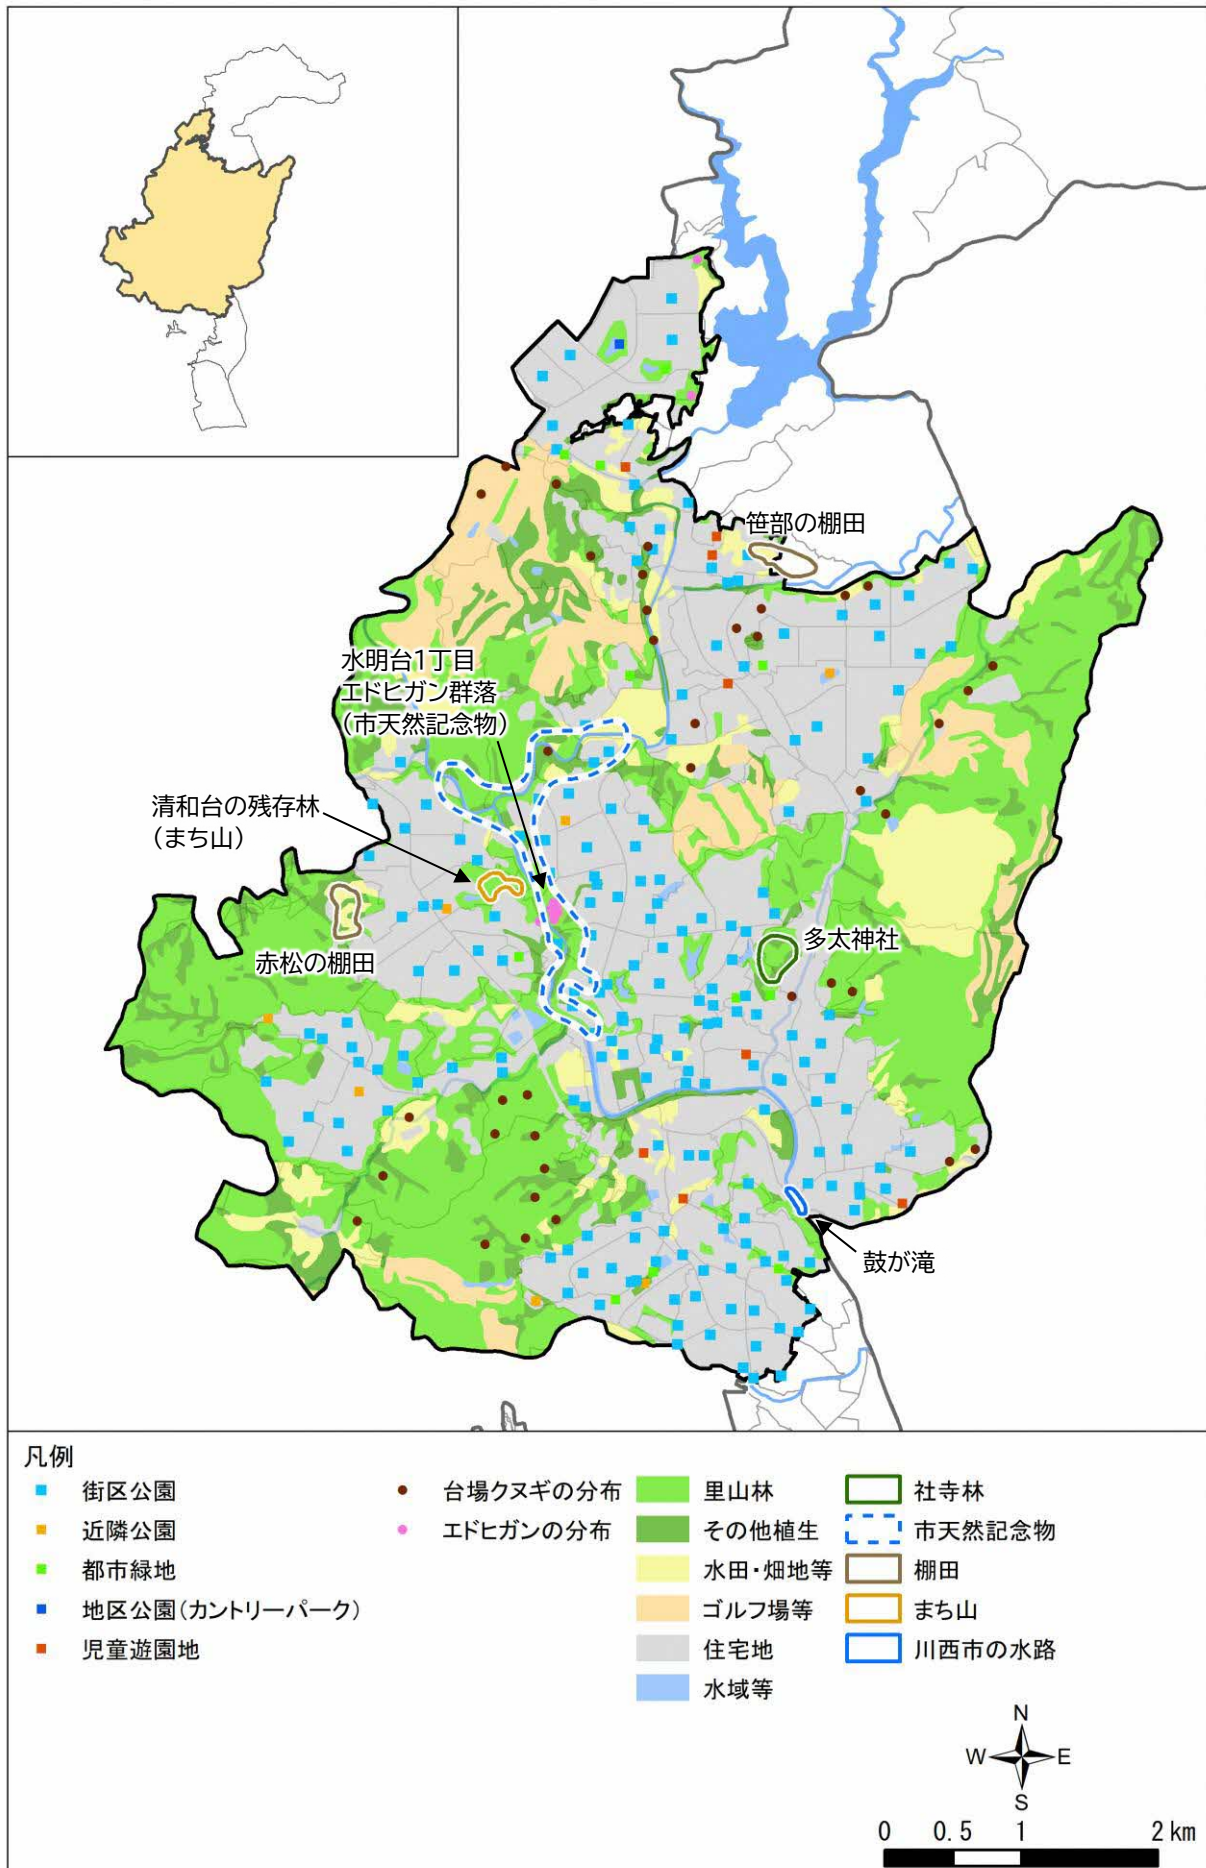 笹部の棚田
水明台1丁目
エドヒガン群落
(市天然記念物)
清和台の残存林
(まち山)
赤松の棚田
多太神社
鼓が滝
凡例
街区公園
近隣公園
都市緑地
地区公園(カントリーパーク)
児童遊園地
台場クヌギの分布
エドヒガンの分布
里山林
その他植生
水田・畑地等
ゴルフ場等
住宅地
水域等
社寺林
市天然記念物
棚田
まち山
川西市の水路
N
W E
S
0 0.5 1 2 km